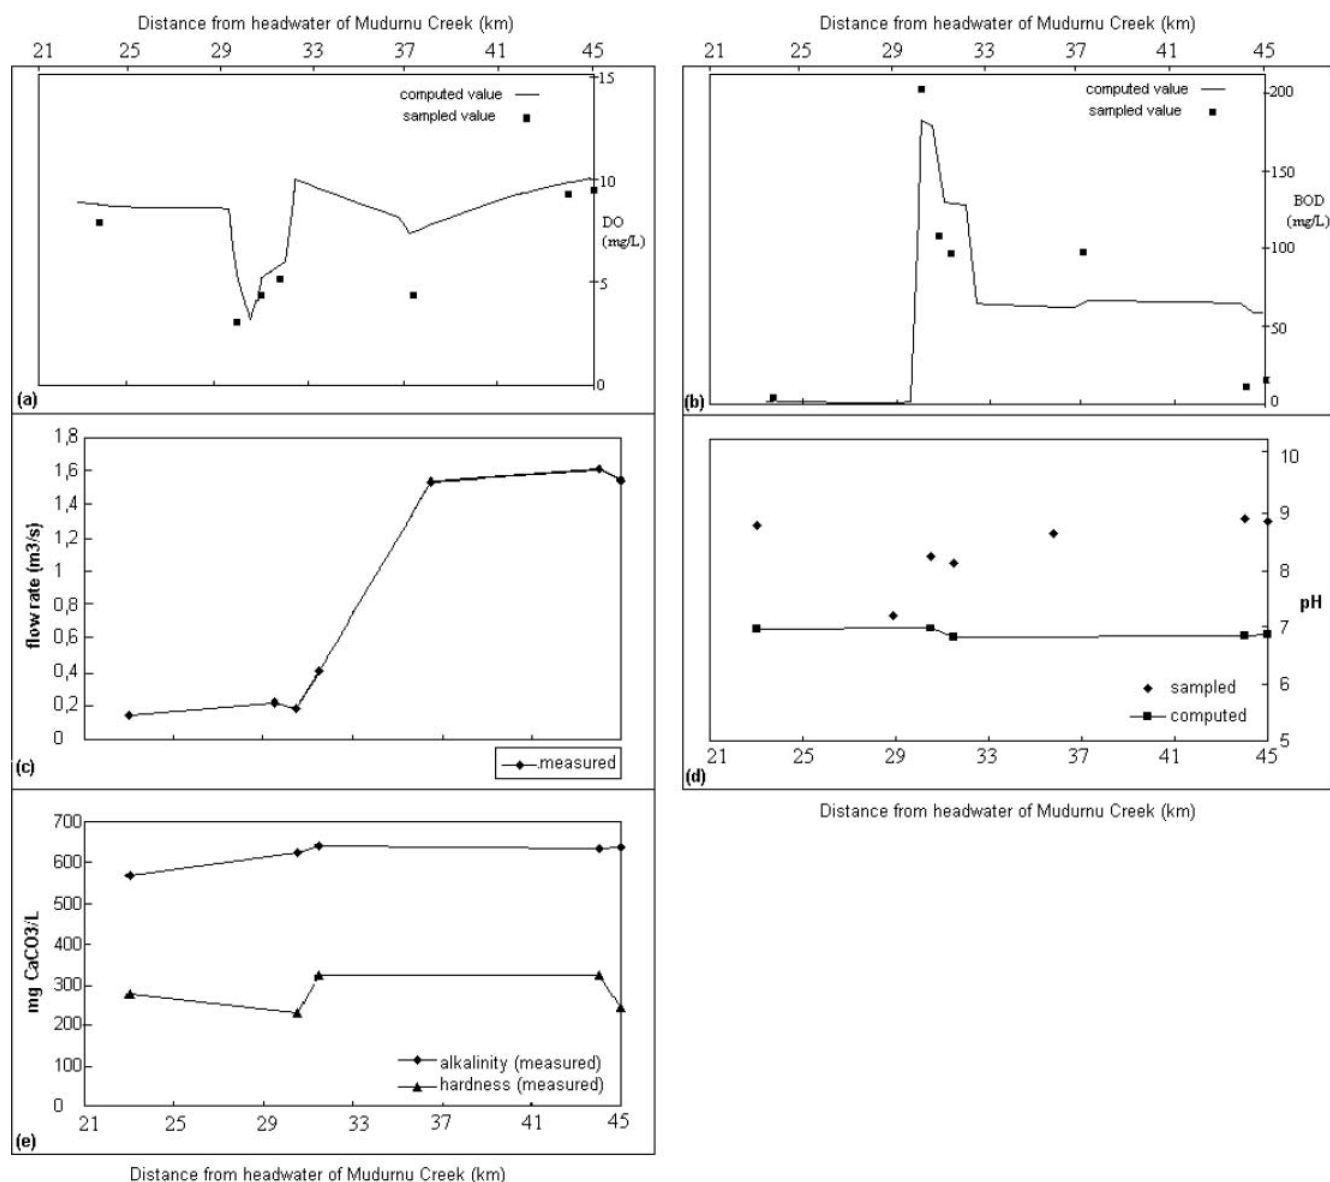 Distance from headwater of Mudurnu Creek (km)
21 25 29 33 37 41 45
15
computed value
sampled value
10
DO
(mg/L)
5
0
(a)
Distance from headwater of Mudurnu Creek (km)
21 25 29 33 37 41 45
computed value
200
sampled value
150
BOD
(mg/L)
100
50
0
(b)
1,8
1,6
1,4
1,2
1
0,8
0,6
0,4
0,2
0
flow rate (m3/s)
(c)
.measured
10
9
8
7
6
5
pH
sampled
computed
(d)
21 25 29 33 37 41 45
Distance from headwater of Mudurnu Creek (km)
700
600
500
400
300
200
100
0
mg CaCO3/L
alkalinity (measured)
hardness (measured)
21 25 29 33 37 41 45
(e)
Distance from headwater of Mudurnu Creek (km)